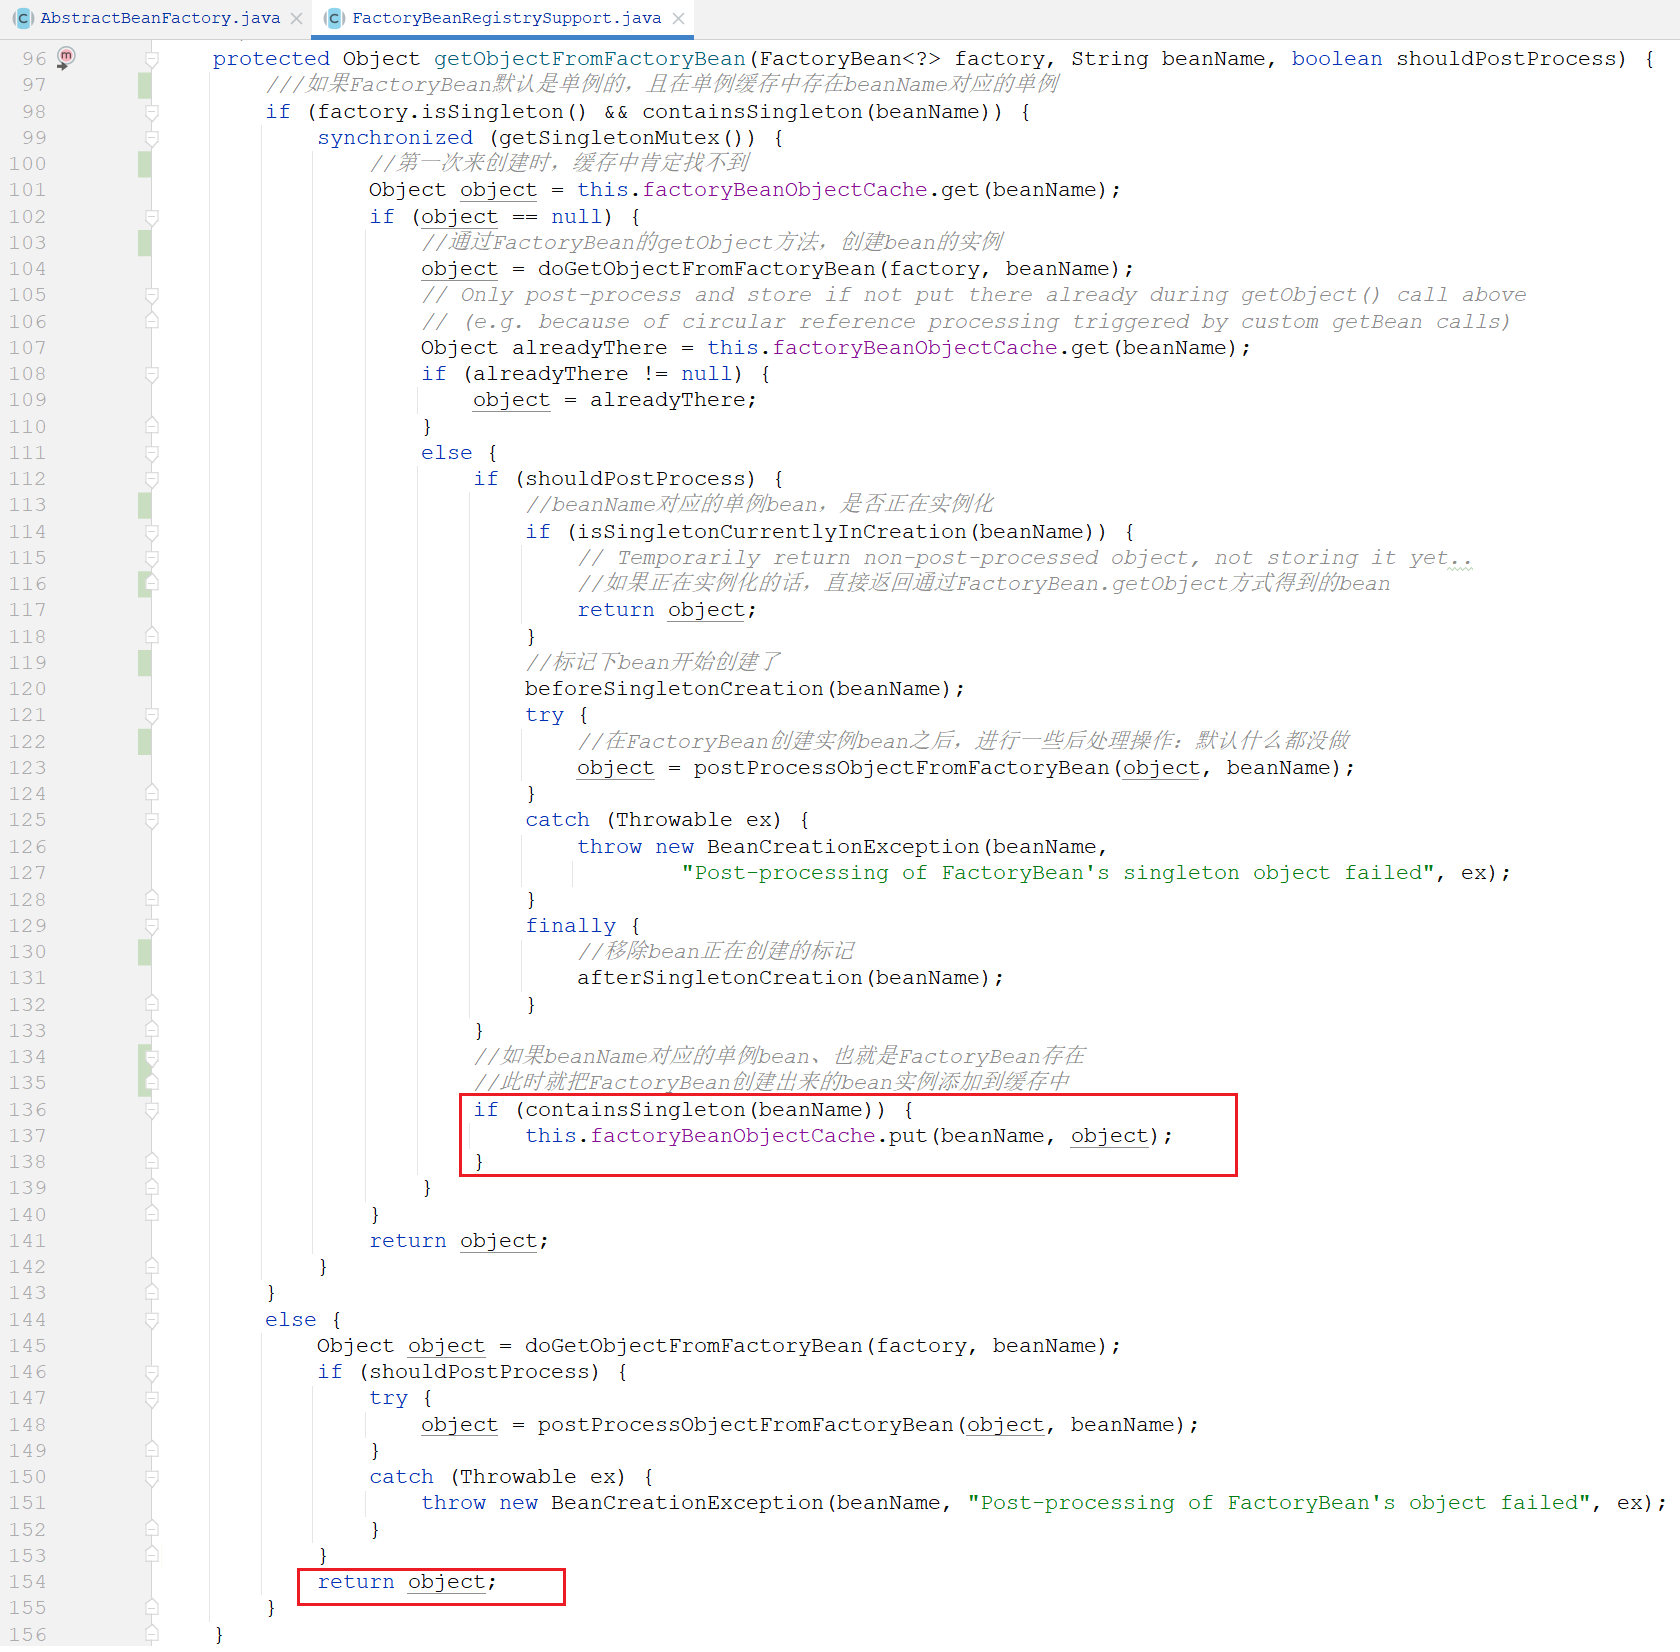 AbstractBeanFactory.java
FactoryBeanRegistrySupport.java
96 protected Object getObjectFromFactoryBean(FactoryBean<?> factory, String beanName, boolean shouldPostProcess) {
97 ///如果FactoryBean默认是单例的，且在单例缓存中存在beanName对应的单例
98 if (factory.isSingleton() && containsSingleton(beanName)) {
99 synchronized (getSingletonMutex()) {
100 //第一次来创建时，缓存中肯定找不到
101 Object object = this.factoryBeanObjectCache.get(beanName);
102 if (object == null) {
103 //通过FactoryBean的getObject方法，创建bean的实例
104 object = doGetObjectFromFactoryBean(factory, beanName);
105 // Only post-process and store if not put there already during getObject() call above
106 // (e.g. because of circular reference processing triggered by custom getBean calls)
107 Object alreadyThere = this.factoryBeanObjectCache.get(beanName);
108 if (alreadyThere != null) {
109 object = alreadyThere;
110 }
111 else {
112 if (shouldPostProcess) {
113 //beanName对应的单例bean，是否正在实例化
114 if (isSingletonCurrentlyInCreation(beanName)) {
115 // Temporarily return non-post-processed object, not storing it yet..
116 //如果正在实例化的话，直接返回通过FactoryBean.getObject方式得到的bean
117 return object;
118 }
119 //标记下bean开始创建了
120 beforeSingletonCreation(beanName);
121 try {
122 //在FactoryBean创建实例bean之后，进行一些后处理操作：默认什么都没做
123 object = postProcessObjectFromFactoryBean(object, beanName);
124 }
125 catch (Throwable ex) {
126 throw new BeanCreationException(beanName,
127 "Post-processing of FactoryBean's singleton object failed", ex);
128 }
129 finally {
130 //移除bean正在创建的标记
131 afterSingletonCreation(beanName);
132 }
133 }
134 //如果beanName对应的单例bean、也就是FactoryBean存在
135 //此时就把FactoryBean创建出来的bean实例添加到缓存中
136 if (containsSingleton(beanName)) {
137 this.factoryBeanObjectCache.put(beanName, object);
138 }
139 }
140 }
141 return object;
142 }
143 }
144 else {
145 Object object = doGetObjectFromFactoryBean(factory, beanName);
146 if (shouldPostProcess) {
147 try {
148 object = postProcessObjectFromFactoryBean(object, beanName);
149 }
150 catch (Throwable ex) {
151 throw new BeanCreationException(beanName, "Post-processing of FactoryBean's object failed", ex);
152 }
153 }
154 return object;
155 }
156 }